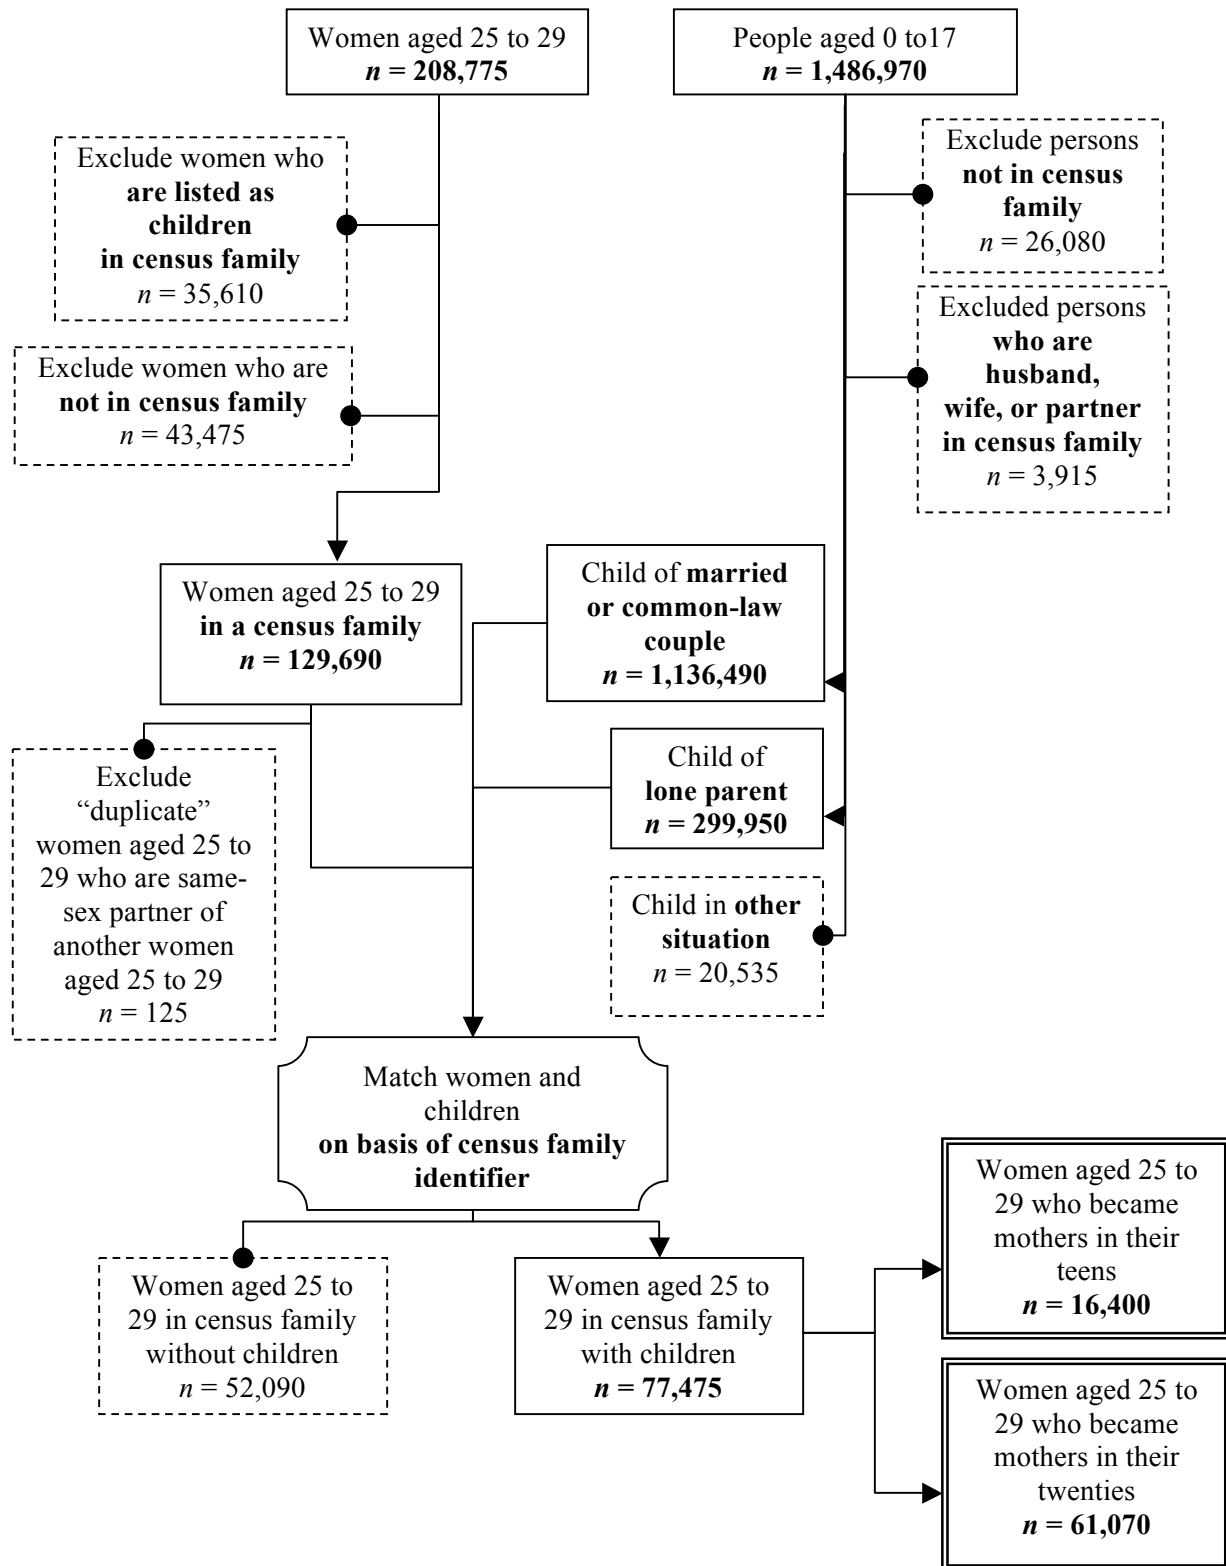 Women aged 25 to 29
n = 208,775
People aged 0 to17
n = 1,486,970
Exclude women who
are listed as
children
in census family
n = 35,610
Exclude persons
not in census
family
n = 26,080
Excluded persons
who are
husband,
wife, or partner
in census family
n = 3,915
Exclude women who are
not in census family
n = 43,475
Women aged 25 to 29
in a census family
n = 129,690
Child of married
or common-law
couple
n = 1,136,490
Child of
lone parent
n = 299,950
Exclude
“duplicate”
women aged 25 to
29 who are same-
sex partner of
another women
aged 25 to 29
n = 125
Child in other
situation
n = 20,535
Match women and
children
on basis of census family
identifier
Women aged 25 to
29 in census family
without children
n = 52,090
Women aged 25 to
29 in census family
with children
n = 77,475
Women aged 25 to
29 who became
mothers in their
teens
n = 16,400
Women aged 25 to
29 who became
mothers in their
twenties
n = 61,070